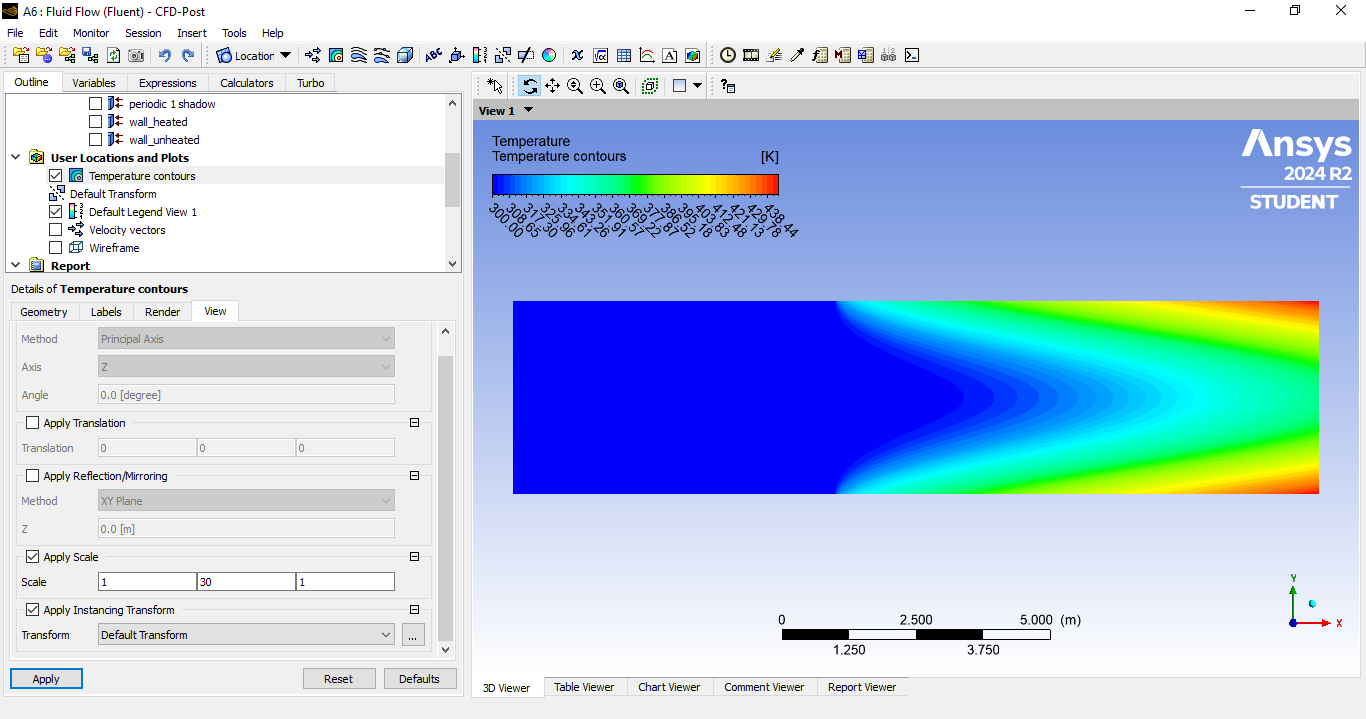 A6 : Fluid Flow (Fluent) - CFD-Post
File Edit Monitor Session Insert Tools Help
Location
Outline Variables Expressions Calculators Turbo
periodic 1 shadow
wall_heated
wall_unheated
User Locations and Plots
Temperature contours
Default Transform
Default Legend View 1
Velocity vectors
Wireframe
Report
Details of Temperature contours
Geometry Labels Render View
Method Principal Axis
Axis Z
Angle 0.0 [degree]
Apply Translation
Translation 0 0 0
Apply Reflection/Mirroring
Method XY Plane
Z 0.0 [m]
Apply Scale
Scale 1 30 1
Apply Instancing Transform
Transform Default Transform ...
Apply Reset Defaults
View 1
Temperature
Temperature contours [K]
300.00 308.65 317.30 325.96 334.61 343.26 351.91 360.57 369.22 377.87 386.52 395.18 403.83 412.48 421.13 429.78 438.44
Ansys
2024 R2
STUDENT
0 2.500 5.000 (m)
1.250 3.750
Y
X
3D Viewer Table Viewer Chart Viewer Comment Viewer Report Viewer